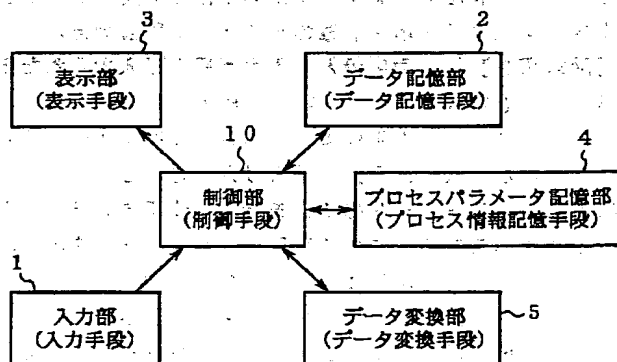 3
表示部
(表示手段)
2
データ記憶部
(データ記憶手段)
10
制御部
(制御手段)
4
プロセスパラメータ記憶部
(プロセス情報記憶手段)
1
入力部
(入力手段)
データ変換部
(データ変換手段)
5